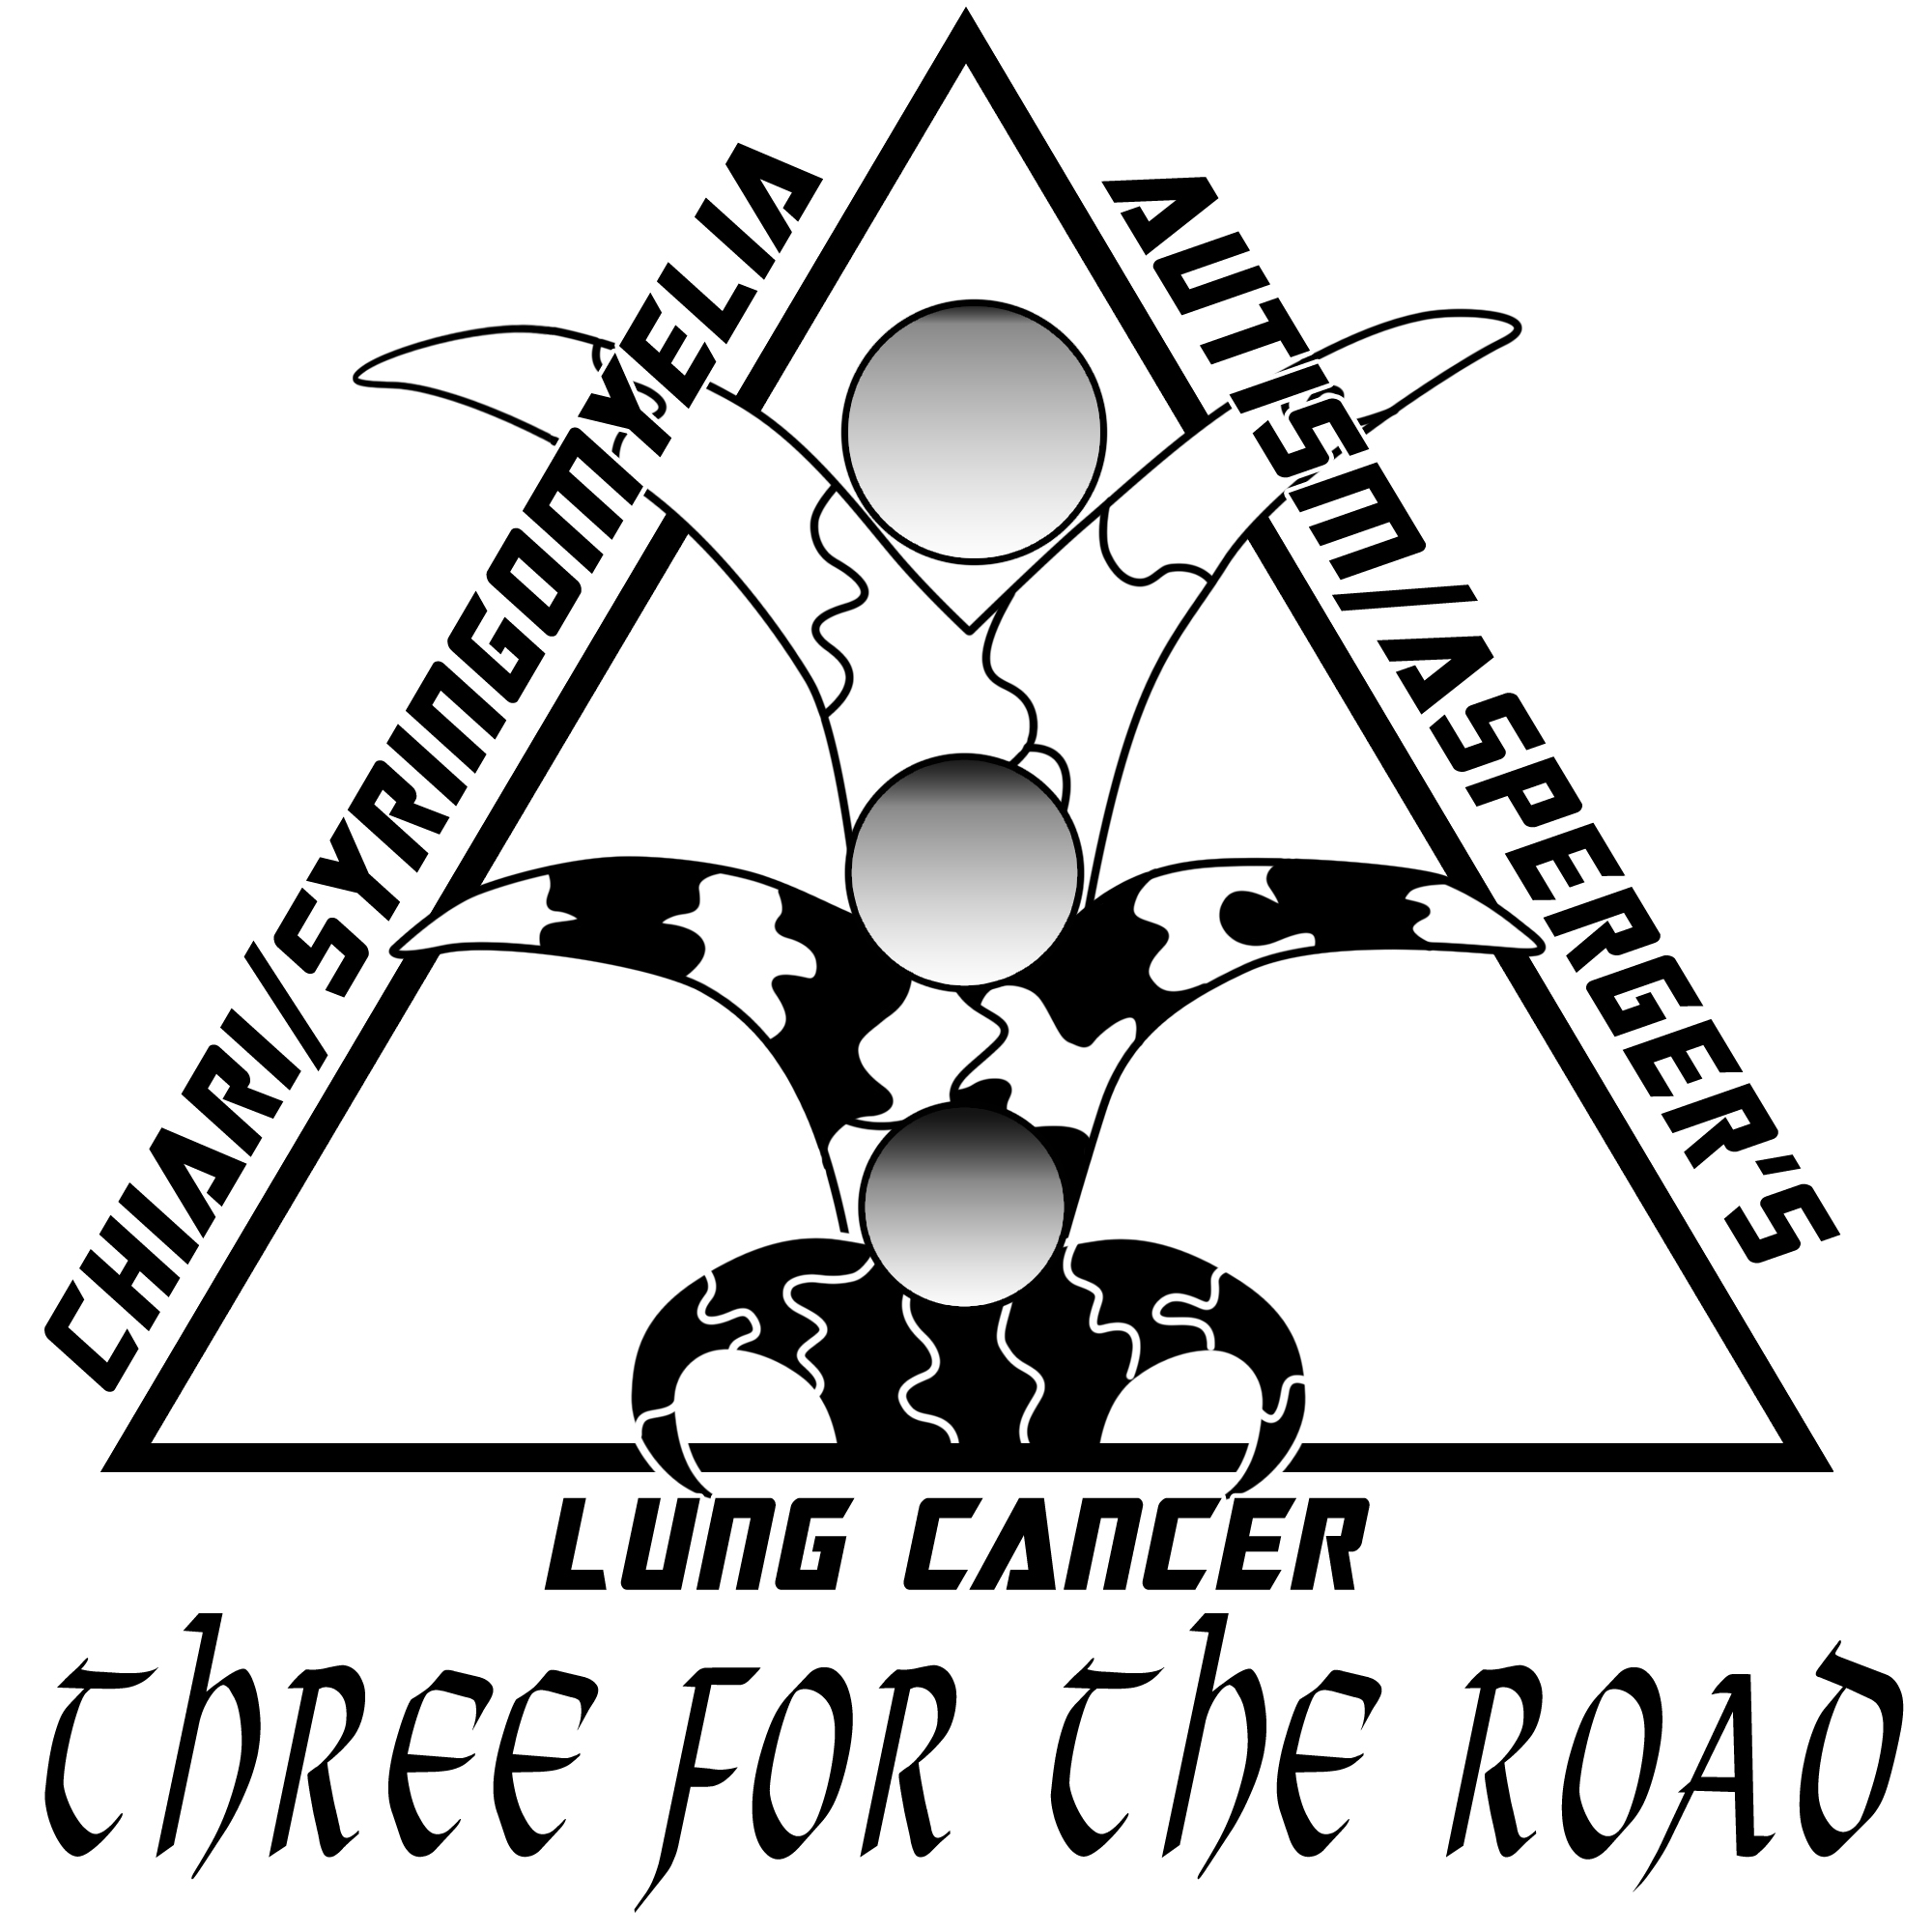 CHIARI/SYRINGOMYELIA
AUTISM/ASPERGER'S
LUNG CANCER
THREE FOR THE ROAD